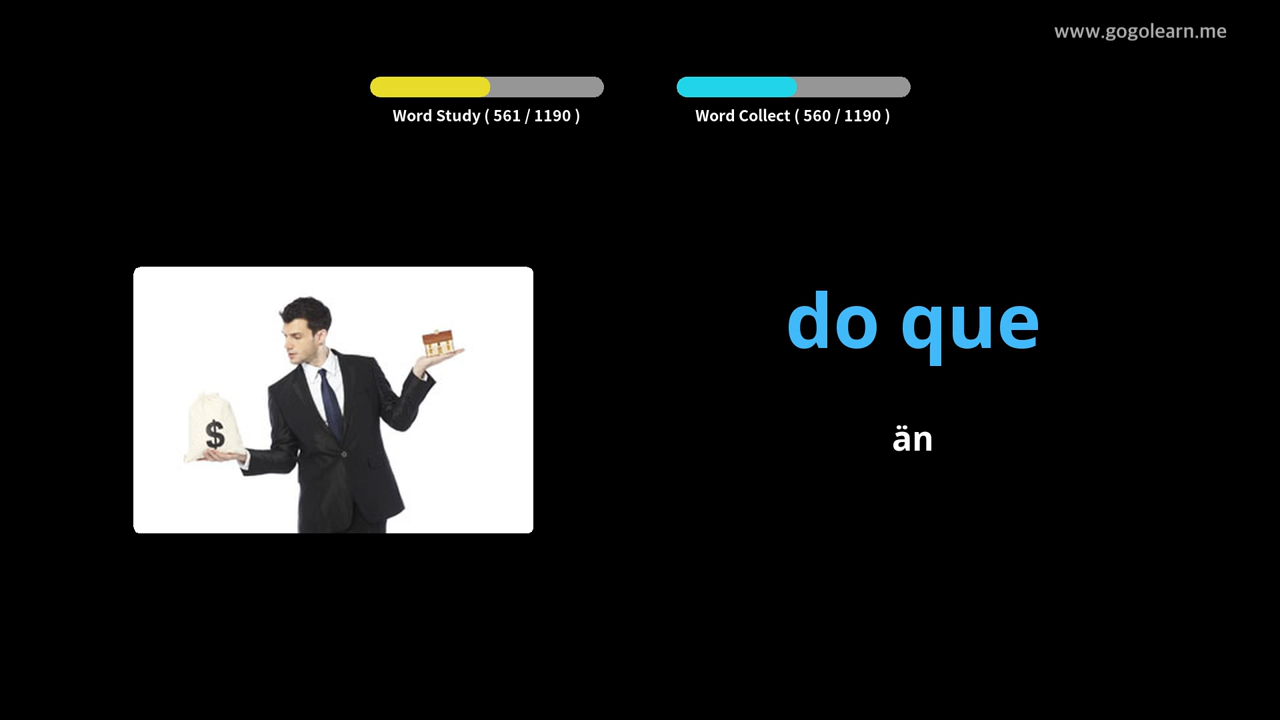 www.gogolearn.me
Word Study ( 561 / 1190 )
Word Collect ( 560 / 1190 )
$
do que
än